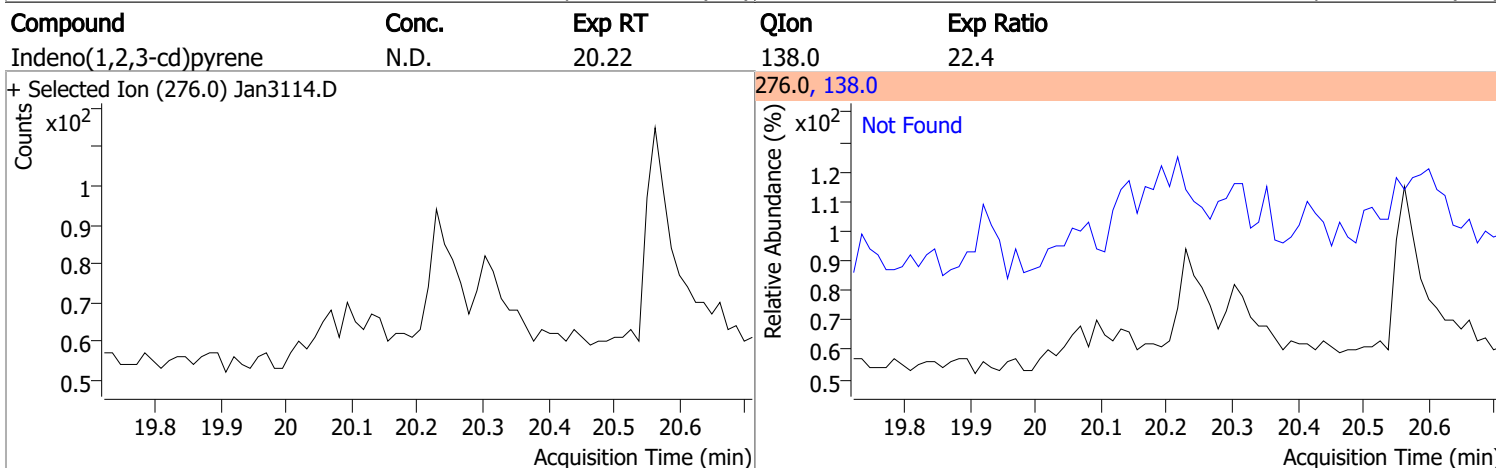 Compound Conc. Exp RT QIon Exp Ratio
Indeno(1,2,3-cd)pyrene N.D. 20.22 138.0 22.4
+ Selected Ion (276.0) Jan3114.D
Counts
x10²
1
0.9
0.8
0.7
0.6
0.5
19.8 19.9 20 20.1 20.2 20.3 20.4 20.5 20.6
Acquisition Time (min)
276.0, 138.0
Relative Abundance (%)
x10²
Not Found
1.2
1.1
1
0.9
0.8
0.7
0.6
0.5
19.8 19.9 20 20.1 20.2 20.3 20.4 20.5 20.6
Acquisition Time (min)